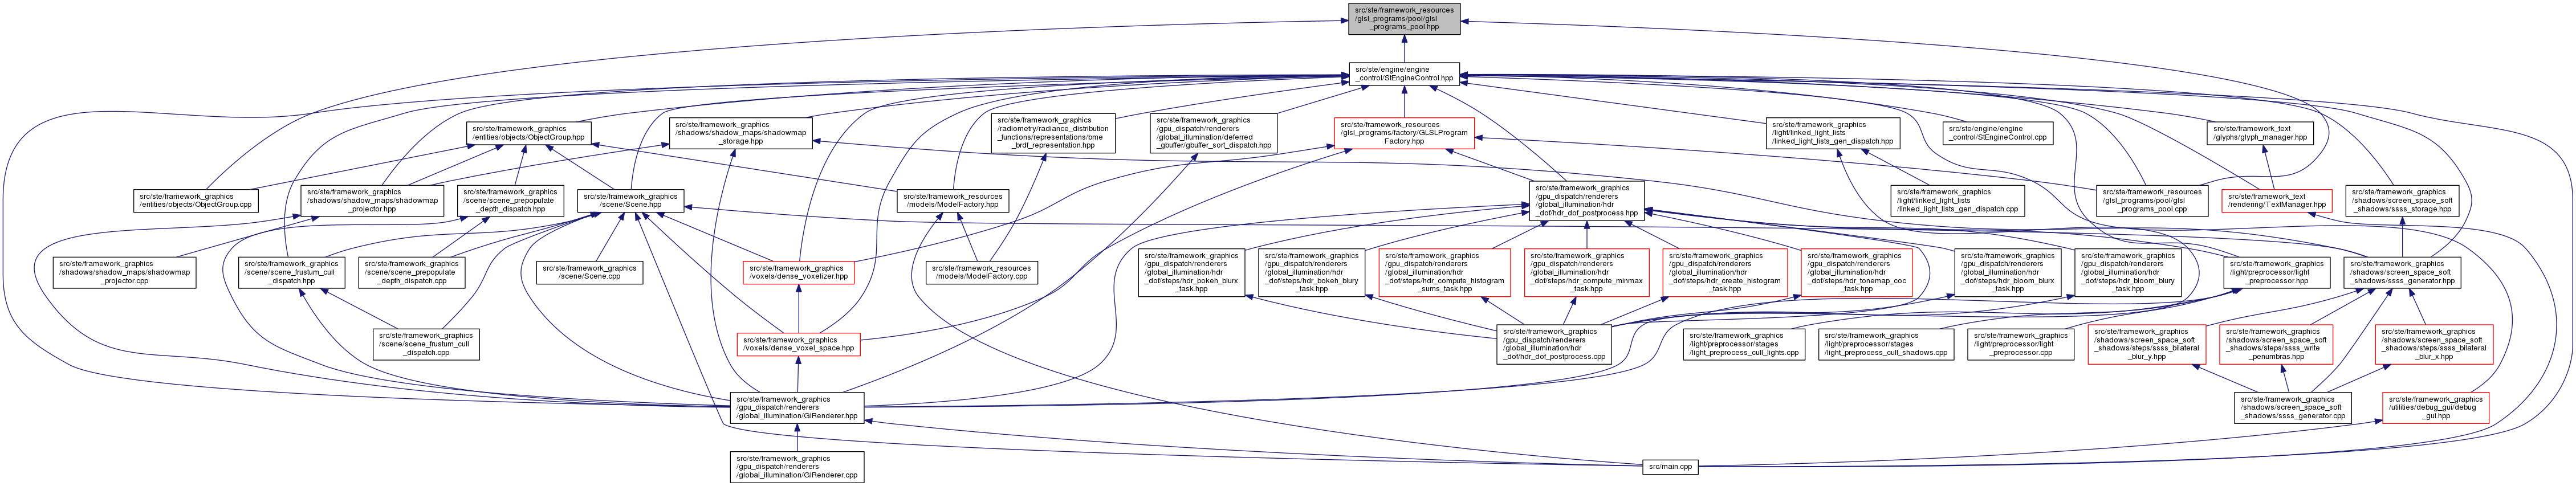 src/ste/framework_resources
/glsl_programs/pool/glsl
_programs_pool.hpp
src/ste/engine/engine
_control/StEngineControl.hpp
src/ste/framework_graphics
/entities/objects/ObjectGroup.hpp
src/ste/framework_graphics
/shadows/shadow_maps/shadowmap
_storage.hpp
src/ste/framework_graphics
/radiometry/radiance_distribution
_functions/representations/bme
_brdf_representation.hpp
src/ste/framework_graphics
/gpu_dispatch/renderers
/global_illumination/deferred
_gbuffer/gbuffer_sort_dispatch.hpp
src/ste/framework_resources
/glsl_programs/factory/GLSLProgram
Factory.hpp
src/ste/framework_graphics
/light/linked_light_lists
/linked_light_lists_gen_dispatch.hpp
src/ste/engine/engine
_control/StEngineControl.cpp
src/ste/framework_text
/glyphs/glyph_manager.hpp
src/ste/framework_graphics
/entities/objects/ObjectGroup.cpp
src/ste/framework_graphics
/shadows/shadow_maps/shadowmap
_projector.hpp
src/ste/framework_graphics
/scene/scene_prepopulate
_depth_dispatch.hpp
src/ste/framework_graphics
/scene/Scene.hpp
src/ste/framework_resources
/models/ModelFactory.hpp
src/ste/framework_graphics
/gpu_dispatch/renderers
/global_illumination/hdr
_dof/hdr_dof_postprocess.hpp
src/ste/framework_graphics
/light/linked_light_lists
/linked_light_lists_gen_dispatch.cpp
src/ste/framework_resources
/glsl_programs/pool/glsl
_programs_pool.cpp
src/ste/framework_text
/rendering/TextManager.hpp
src/ste/framework_graphics
/shadows/screen_space_soft
_shadows/ssss_storage.hpp
src/ste/framework_graphics
/shadows/shadow_maps/shadowmap
_projector.cpp
src/ste/framework_graphics
/scene/scene_frustum_cull
_dispatch.hpp
src/ste/framework_graphics
/scene/scene_prepopulate
_depth_dispatch.cpp
src/ste/framework_graphics
/scene/Scene.cpp
src/ste/framework_graphics
/voxels/dense_voxelizer.hpp
src/ste/framework_resources
/models/ModelFactory.cpp
src/ste/framework_graphics
/gpu_dispatch/renderers
/global_illumination/hdr
_dof/steps/hdr_bokeh_blurx
_task.hpp
src/ste/framework_graphics
/gpu_dispatch/renderers
/global_illumination/hdr
_dof/steps/hdr_bokeh_blury
_task.hpp
src/ste/framework_graphics
/gpu_dispatch/renderers
/global_illumination/hdr
_dof/steps/hdr_compute_histogram
_sums_task.hpp
src/ste/framework_graphics
/gpu_dispatch/renderers
/global_illumination/hdr
_dof/steps/hdr_compute_minmax
_task.hpp
src/ste/framework_graphics
/gpu_dispatch/renderers
/global_illumination/hdr
_dof/steps/hdr_create_histogram
_task.hpp
src/ste/framework_graphics
/gpu_dispatch/renderers
/global_illumination/hdr
_dof/steps/hdr_tonemap_coc
_task.hpp
src/ste/framework_graphics
/gpu_dispatch/renderers
/global_illumination/hdr
_dof/steps/hdr_bloom_blurx
_task.hpp
src/ste/framework_graphics
/gpu_dispatch/renderers
/global_illumination/hdr
_dof/steps/hdr_bloom_blury
_task.hpp
src/ste/framework_graphics
/light/preprocessor/light
_preprocessor.hpp
src/ste/framework_graphics
/shadows/screen_space_soft
_shadows/ssss_generator.hpp
src/ste/framework_graphics
/scene/scene_frustum_cull
_dispatch.cpp
src/ste/framework_graphics
/voxels/dense_voxel_space.hpp
src/ste/framework_graphics
/gpu_dispatch/renderers
/global_illumination/hdr
_dof/hdr_dof_postprocess.cpp
src/ste/framework_graphics
/light/preprocessor/stages
/light_preprocess_cull_lights.cpp
src/ste/framework_graphics
/light/preprocessor/stages
/light_preprocess_cull_shadows.cpp
src/ste/framework_graphics
/light/preprocessor/light
_preprocessor.cpp
src/ste/framework_graphics
/shadows/screen_space_soft
_shadows/steps/ssss_bilateral
_blur_y.hpp
src/ste/framework_graphics
/shadows/screen_space_soft
_shadows/steps/ssss_write
_penumbras.hpp
src/ste/framework_graphics
/shadows/screen_space_soft
_shadows/steps/ssss_bilateral
_blur_x.hpp
src/ste/framework_graphics
/gpu_dispatch/renderers
/global_illumination/GIRenderer.hpp
src/ste/framework_graphics
/shadows/screen_space_soft
_shadows/ssss_generator.cpp
src/ste/framework_graphics
/utilities/debug_gui/debug
_gui.hpp
src/ste/framework_graphics
/gpu_dispatch/renderers
/global_illumination/GIRenderer.cpp
src/main.cpp